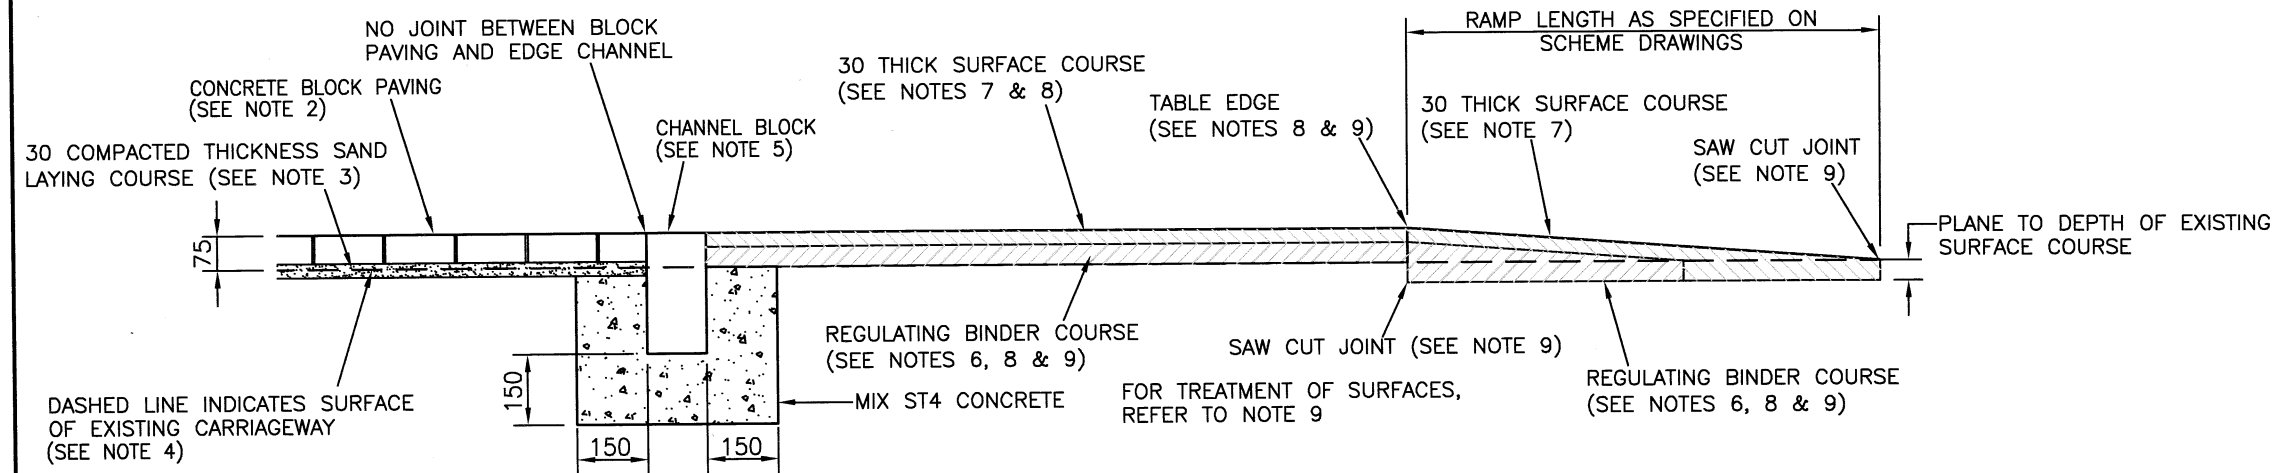 RAMP LENGTH AS SPECIFIED ON
SCHEME DRAWINGS
NO JOINT BETWEEN BLOCK
PAVING AND EDGE CHANNEL
30 THICK SURFACE COURSE
(SEE NOTES 7 & 8)
CONCRETE BLOCK PAVING
(SEE NOTE 2)
TABLE EDGE
(SEE NOTES 8 & 9)
30 THICK SURFACE COURSE
(SEE NOTE 7)
CHANNEL BLOCK
(SEE NOTE 5)
SAW CUT JOINT
(SEE NOTE 9)
30 COMPACTED THICKNESS SAND
LAYING COURSE (SEE NOTE 3)
PLANE TO DEPTH OF EXISTING
SURFACE COURSE
75
REGULATING BINDER COURSE
(SEE NOTES 6, 8 & 9)
SAW CUT JOINT (SEE NOTE 9)
150
REGULATING BINDER COURSE
(SEE NOTES 6, 8 & 9)
MIX ST4 CONCRETE
FOR TREATMENT OF SURFACES,
REFER TO NOTE 9
DASHED LINE INDICATES SURFACE
OF EXISTING CARRIAGEWAY
(SEE NOTE 4)
150
150